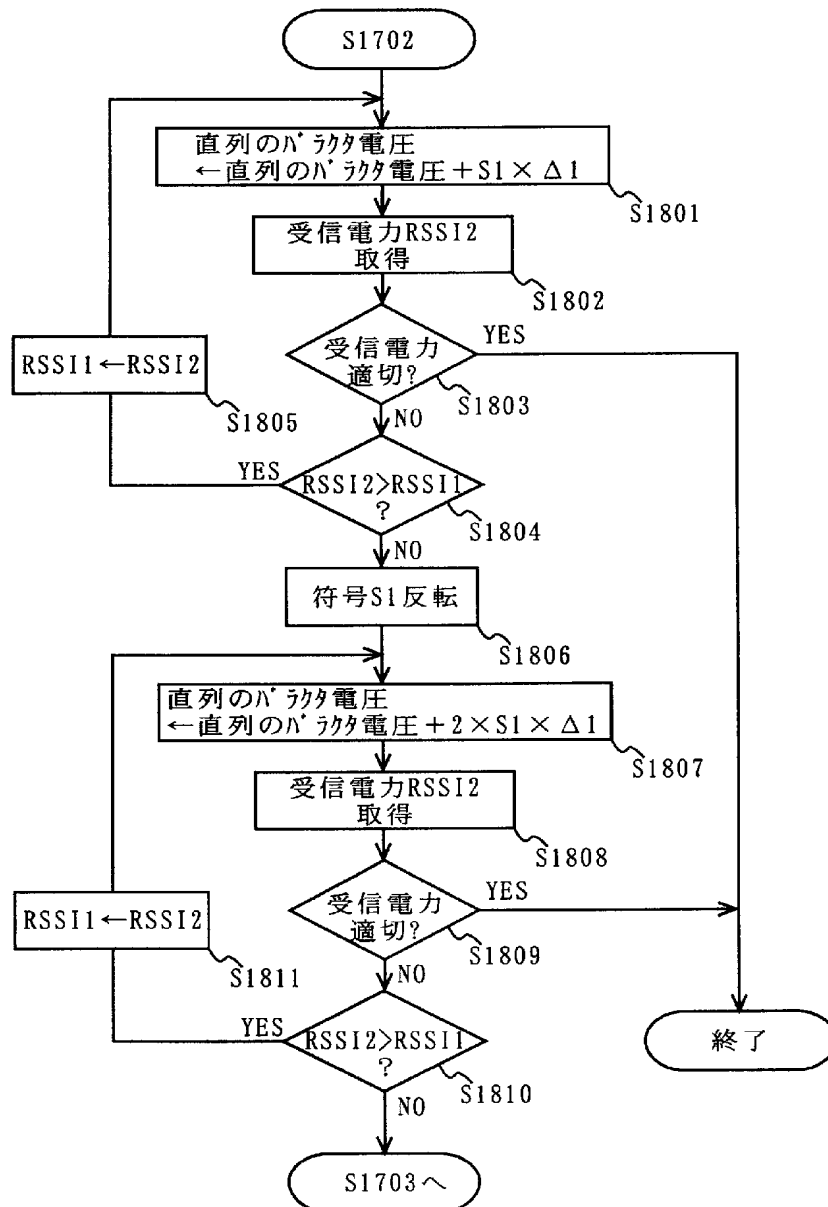 S1702
直列のバラクタ電圧
←直列のバラクタ電圧+S1×Δ1
S1801
受信電力RSSI2
取得
S1802
受信電力
適切?
YES
S1803
NO
RSSI1←RSSI2
S1805
YES
RSSI2>RSSI1
?
S1804
NO
符号S1反転
S1806
直列のバラクタ電圧
←直列のバラクタ電圧+2×S1×Δ1
S1807
受信電力RSSI2
取得
S1808
受信電力
適切?
YES
S1809
NO
RSSI1←RSSI2
S1811
YES
RSSI2>RSSI1
?
S1810
NO
終了
S1703へ